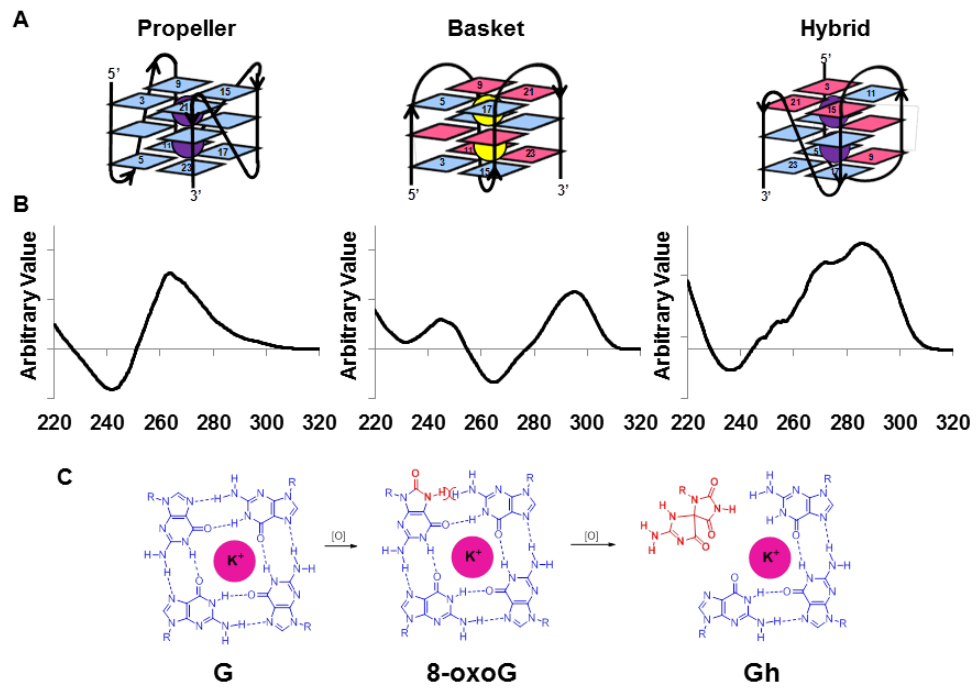 A
Propeller
Basket
Hybrid
5’
9
3
15
21
11
17
5
23
3’
9
5
21
17
11
23
3
15
5’
3’
5’
3
21
11
15
5
23
9
17
3’
B
Arbitrary Value
220 240 260 280 300 320
Arbitrary Value
220 240 260 280 300 320
Arbitrary Value
220 240 260 280 300 320
C
R
N
N
H
N
N
R
H
N
N
N
O
N
H
O
N
N
N
H
N
H
K⁺
H
N
H
O
H
N
N
N
N
H
O
N
N
R
N
N
H
H
N
N
R
[O]
O
R
N
N
H
H
N
H
N
N
R
N
O
H
N
O
N
N
N
H
N
H
K⁺
H
N
H
O
H
N
N
N
N
H
O
N
N
R
N
N
H
H
N
N
R
[O]
R
N
O
H
N
N
H
O
H
N
N
O
H
H
N
H
N
N
R
N
H
N
O
N
K⁺
H
N
H
O
H
N
N
N
N
H
O
N
N
R
N
N
H
H
N
N
R
G
8-oxoG
Gh